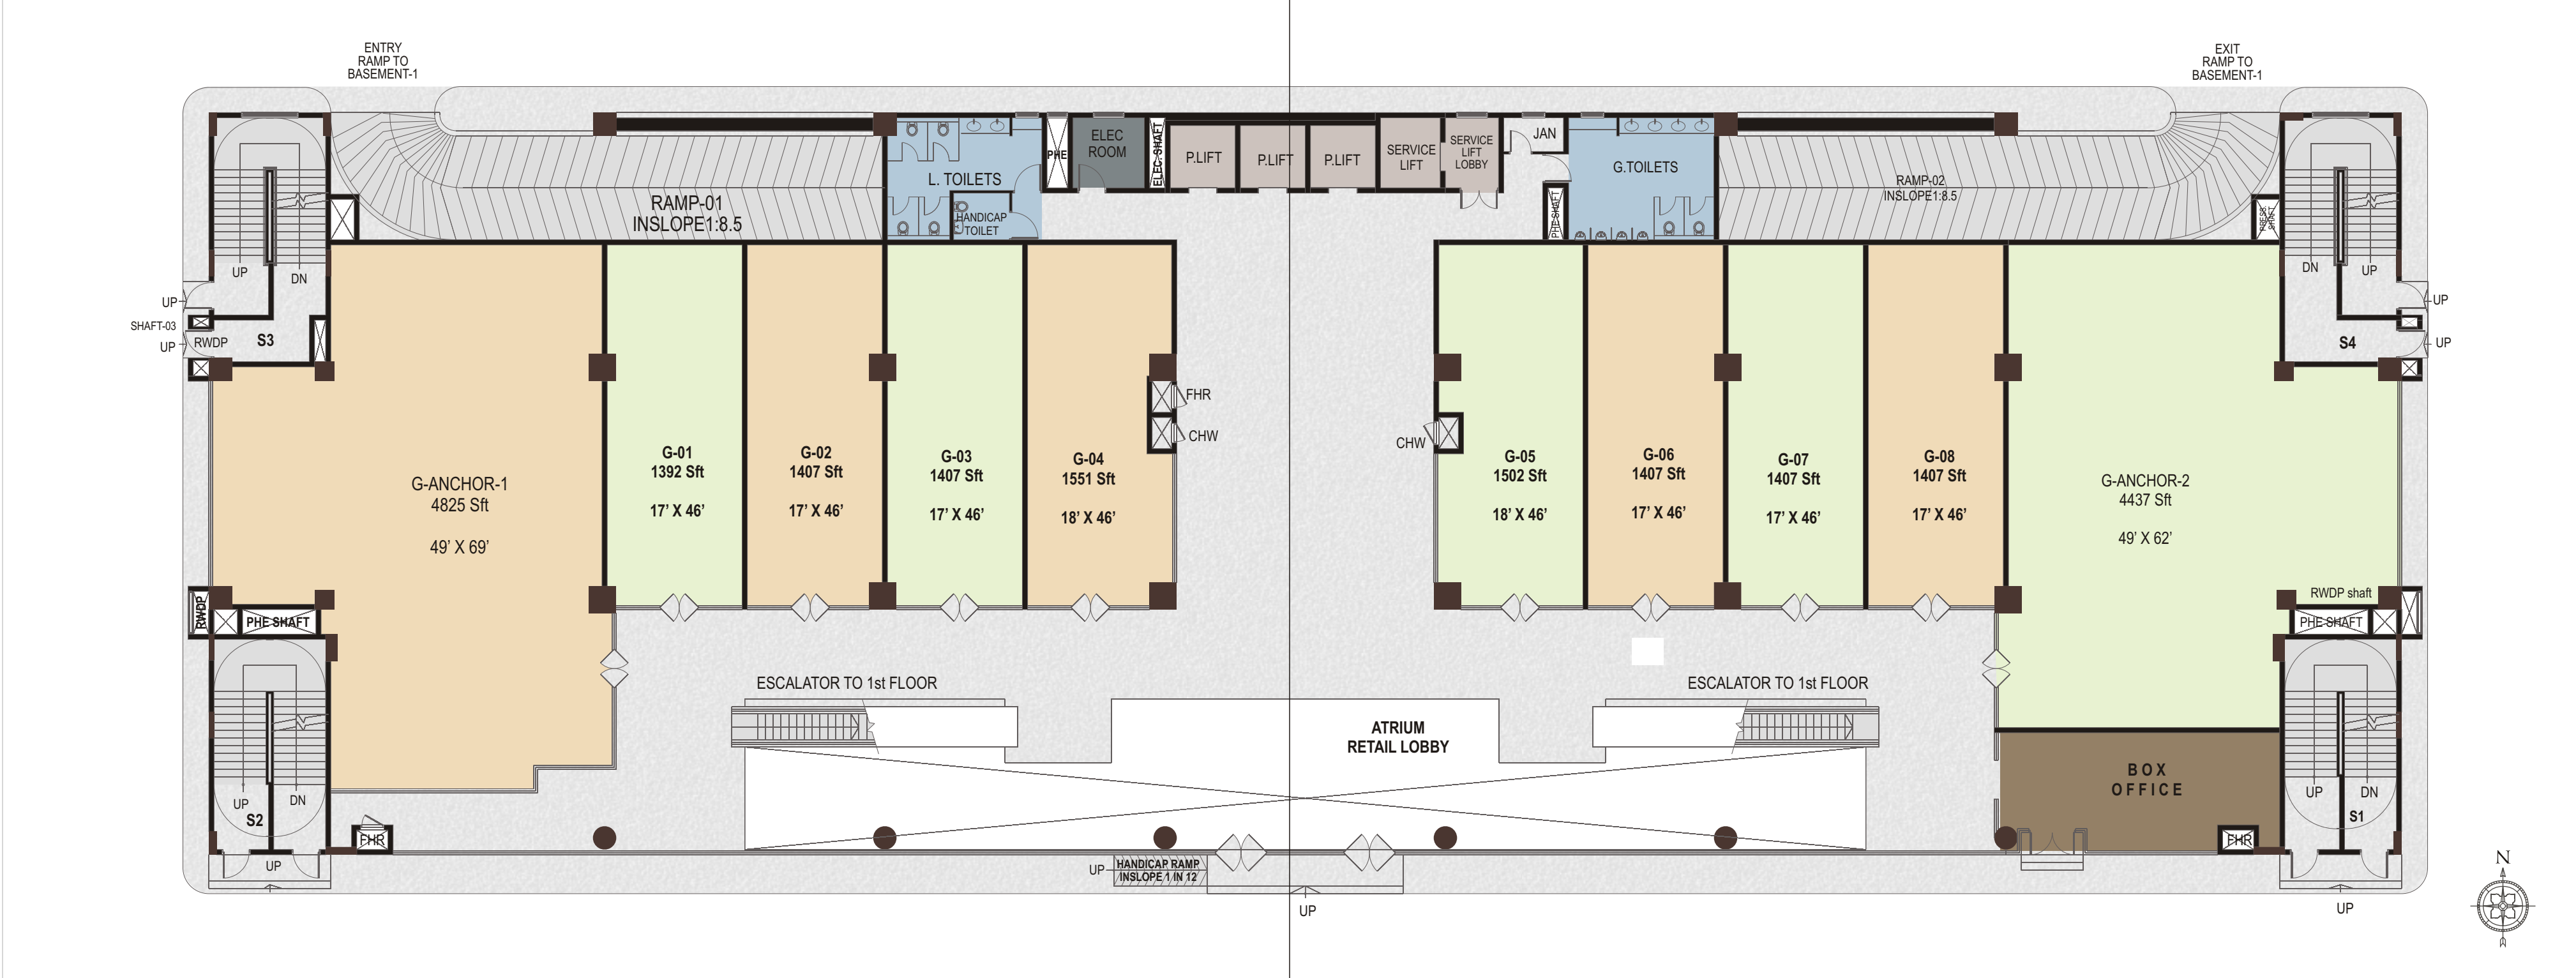 ENTRY
RAMP TO
BASEMENT-1
EXIT
RAMP TO
BASEMENT-1
RAMP-01
INSLOPE1:8.5
L. TOILETS
HANDICAP
TOILET
PHE
ELEC
ROOM
ELEC. SHAFT
P.LIFT
P.LIFT
P.LIFT
SERVICE
LIFT
SERVICE
LIFT
LOBBY
JAN
PHE SHAFT
G.TOILETS
RAMP-02
INSLOPE1:8.5
SHAFT
UP
DN
UP
SHAFT-03
UP
RWDP
S3
DN
UP
UP
UP
S4
FHR
CHW
CHW
G-ANCHOR-1
4825 Sft
49' X 69'
G-01
1392 Sft
17' X 46'
G-02
1407 Sft
17' X 46'
G-03
1407 Sft
17' X 46'
G-04
1551 Sft
18' X 46'
G-05
1502 Sft
18' X 46'
G-06
1407 Sft
17' X 46'
G-07
1407 Sft
17' X 46'
G-08
1407 Sft
17' X 46'
G-ANCHOR-2
4437 Sft
49' X 62'
RWDP
PHE SHAFT
RWDP shaft
PHE SHAFT
ESCALATOR TO 1st FLOOR
ESCALATOR TO 1st FLOOR
ATRIUM
RETAIL LOBBY
BOX
OFFICE
UP
DN
S2
FHR
UP
UP
DN
S1
FHR
UP
HANDICAP RAMP
INSLOPE 1 IN 12
UP
UP
N